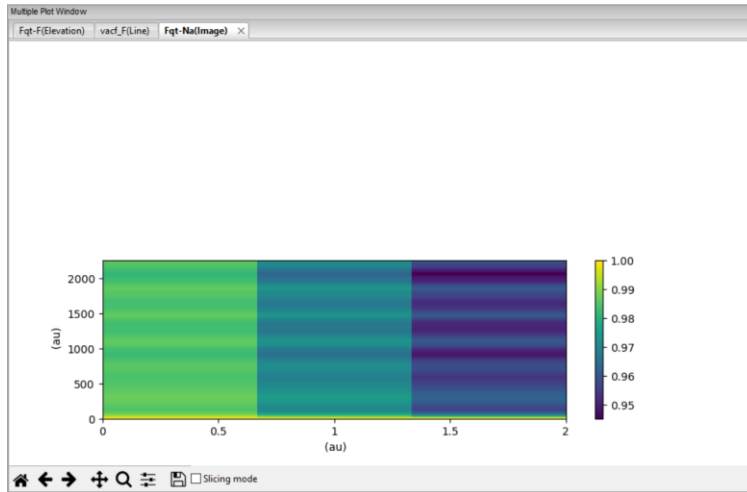 Multiple Plot Window
Fqt-F(Elevation) vacf_F(Line) Fqt-Na(Image) ×
2000
1500
1000
500
0
(au)
0 0.5 1 1.5 2
(au)
1.00
0.99
0.98
0.97
0.96
0.95
Slicing mode